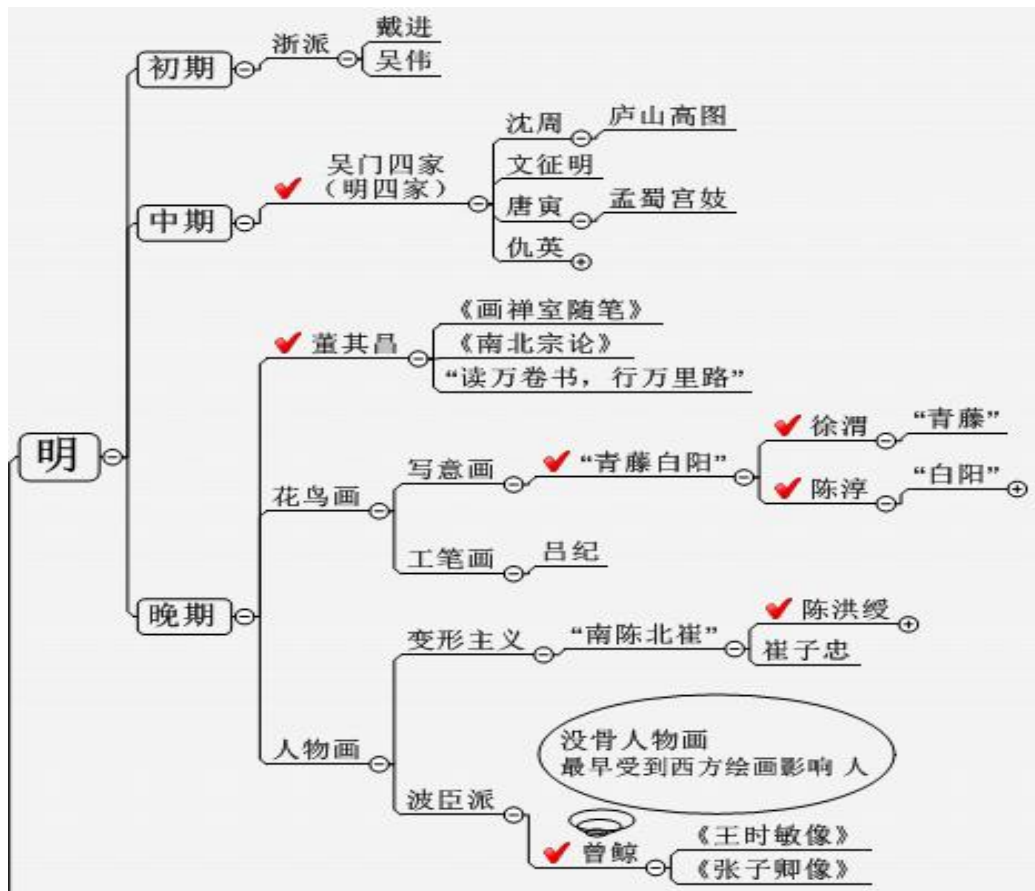 明
初期
浙派
戴进
吴伟
中期
吴门四家
（明四家）
沈周
庐山高图
文征明
唐寅
孟蜀宫妓
仇英
晚期
董其昌
《画禅室随笔》
《南北宗论》
“读万卷书，行万里路”
花鸟画
写意画
“青藤白阳”
徐渭
“青藤”
陈淳
“白阳”
工笔画
吕纪
人物画
变形主义
“南陈北崔”
陈洪绶
崔子忠
波臣派
没骨人物画
最早受到西方绘画影响 人
曾鲸
《王时敏像》
《张子卿像》